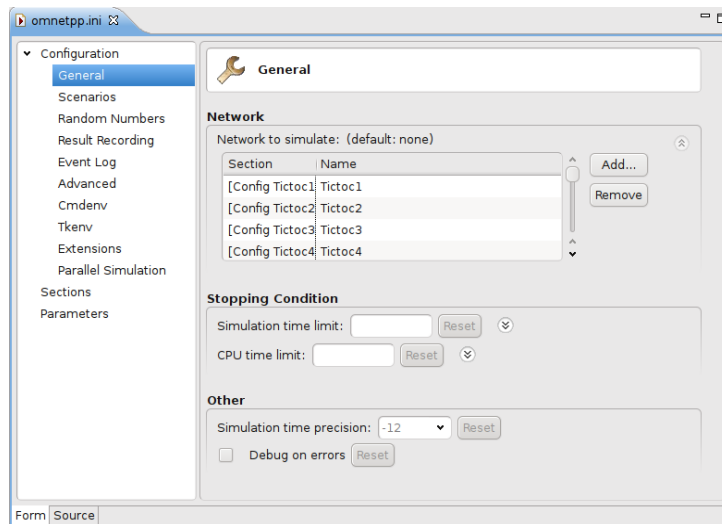 omnetpp.ini
Configuration
General
Scenarios
Random Numbers
Result Recording
Event Log
Advanced
Cmdenv
Tkenv
Extensions
Parallel Simulation
Sections
Parameters
General
Network
Network to simulate: (default: none)
Section Name
[Config Tictoc1 Tictoc1
[Config Tictoc2 Tictoc2
[Config Tictoc3 Tictoc3
[Config Tictoc4 Tictoc4
Add...
Remove
Stopping Condition
Simulation time limit: Reset
CPU time limit: Reset
Other
Simulation time precision: -12 Reset
Debug on errors Reset
Form Source